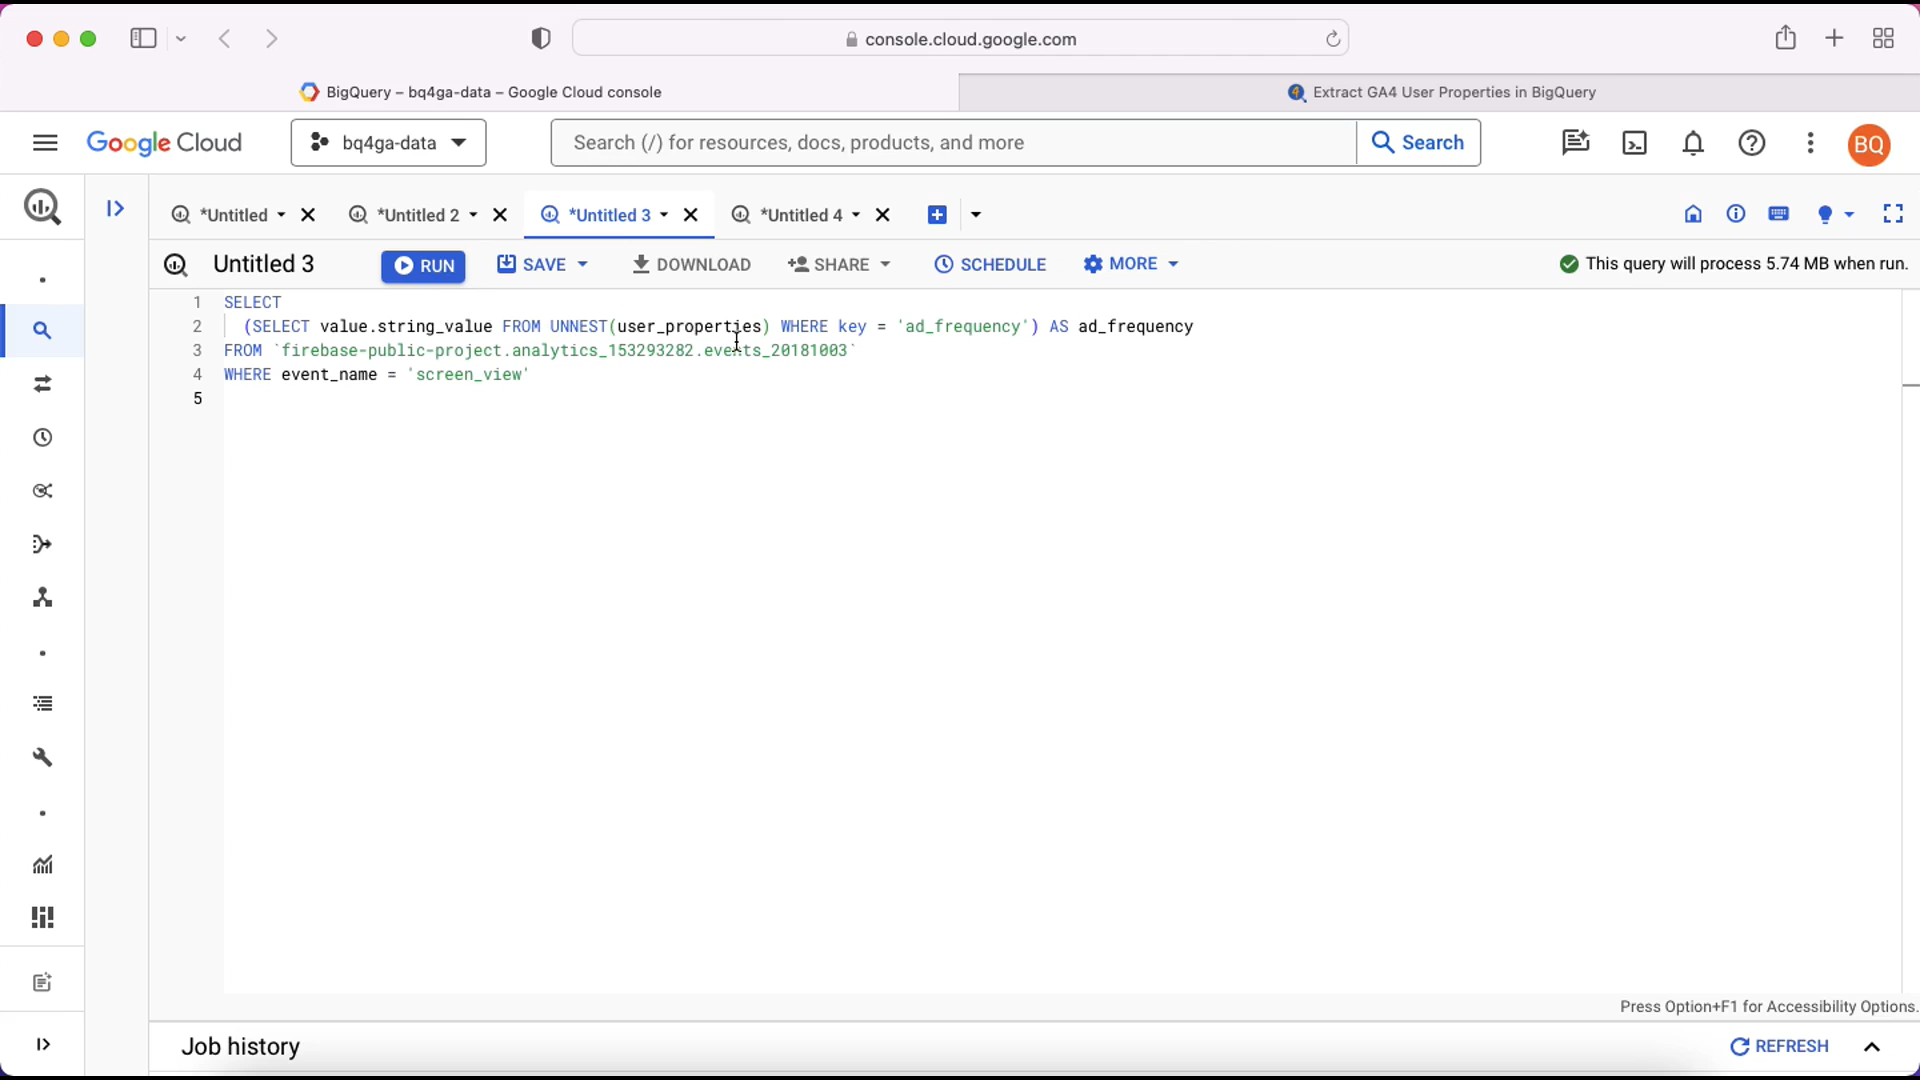 console.cloud.google.com
BigQuery – bq4ga-data – Google Cloud console
Extract GA4 User Properties in BigQuery
Google Cloud
bq4ga-data
Search (/) for resources, docs, products, and more
Search
BQ
*Untitled
*Untitled 2
*Untitled 3
*Untitled 4
Untitled 3
RUN
SAVE
DOWNLOAD
SHARE
SCHEDULE
MORE
This query will process 5.74 MB when run.
1 SELECT
2 (SELECT value.string_value FROM UNNEST(user_properties) WHERE key = 'ad_frequency') AS ad_frequency
3 FROM `firebase-public-project.analytics_153293282.events_20181003`
4 WHERE event_name = 'screen_view'
5
Press Option+F1 for Accessibility Options.
Job history
REFRESH